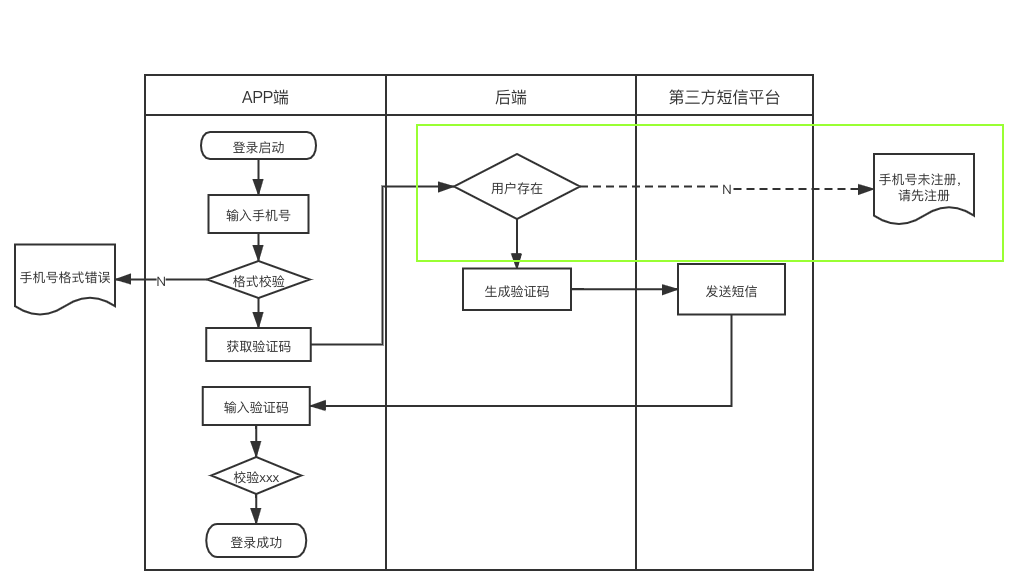 APP端
后端
第三方短信平台
登录启动
输入手机号
格式校验
N
手机号格式错误
获取验证码
用户存在
N
手机号未注册，
请先注册
生成验证码
发送短信
输入验证码
校验xxx
登录成功